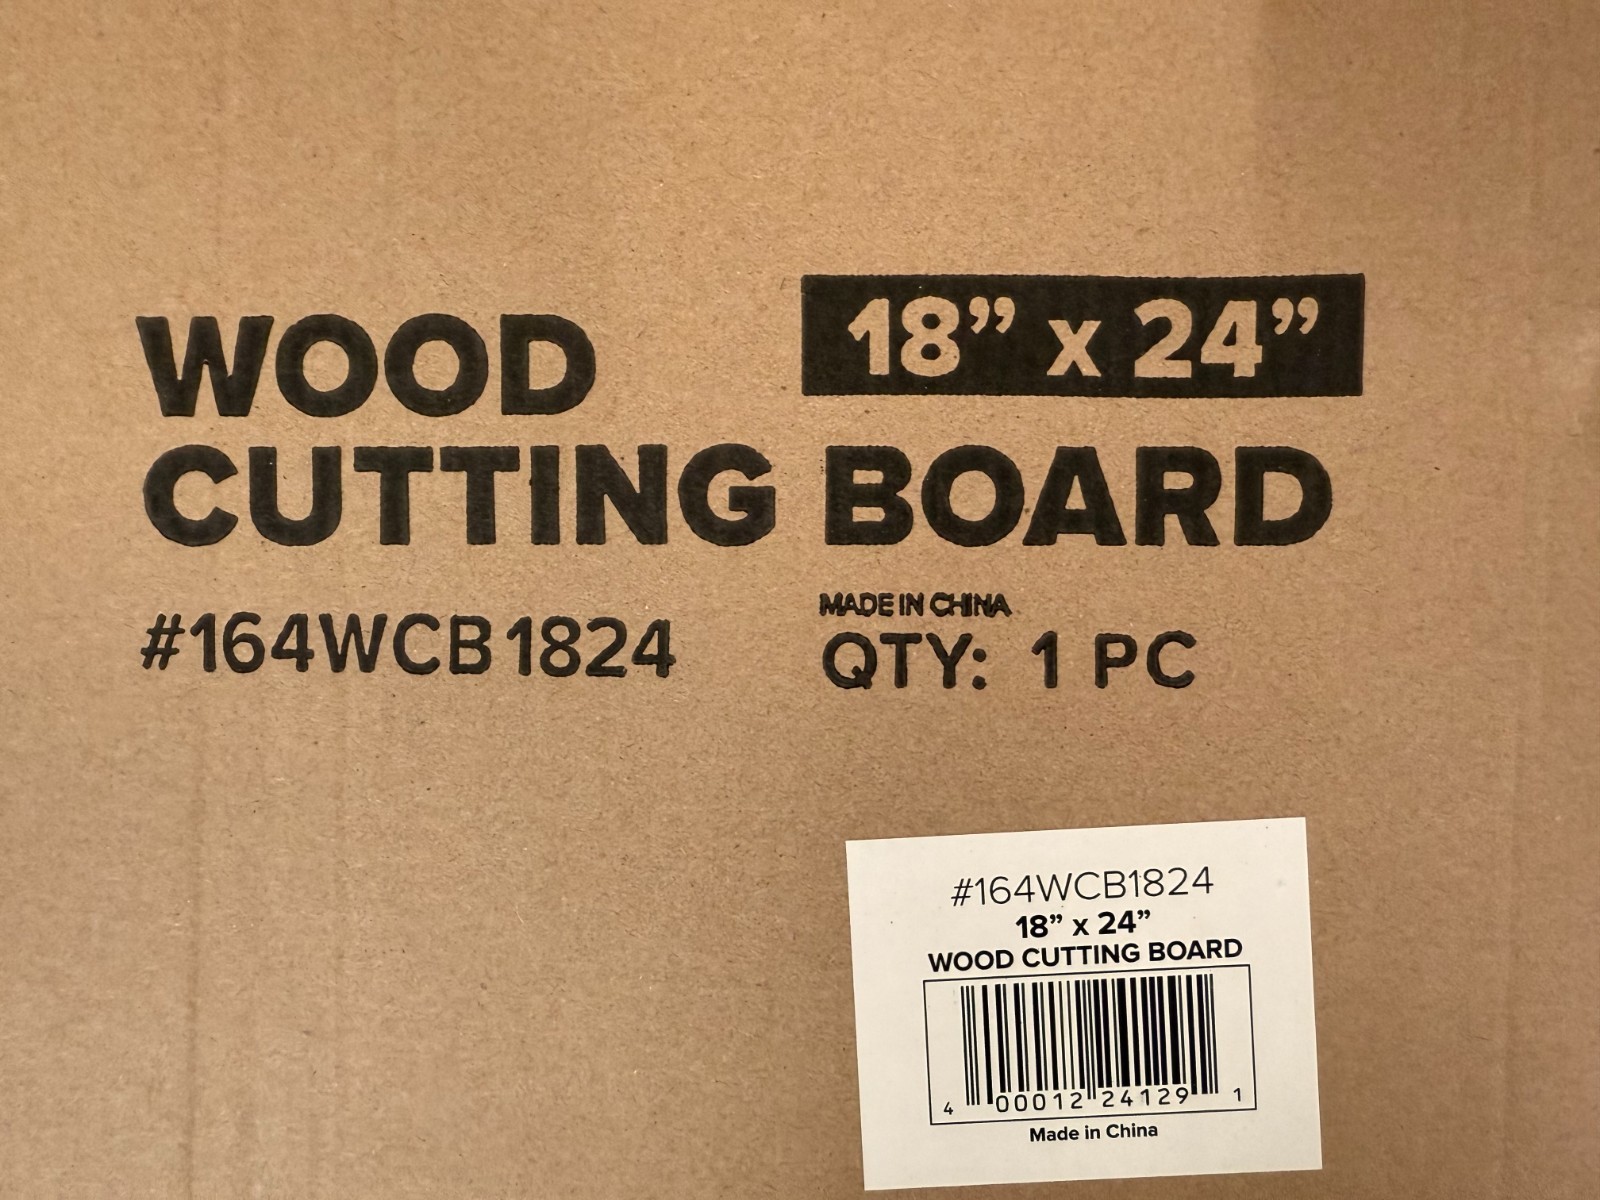 WOOD
18” x 24”
CUTTING BOARD
#164WCB1824
MADE IN CHINA
QTY: 1 PC
#164WCB1824
18” x 24”
WOOD CUTTING BOARD
4 00012 24129 1
Made in China